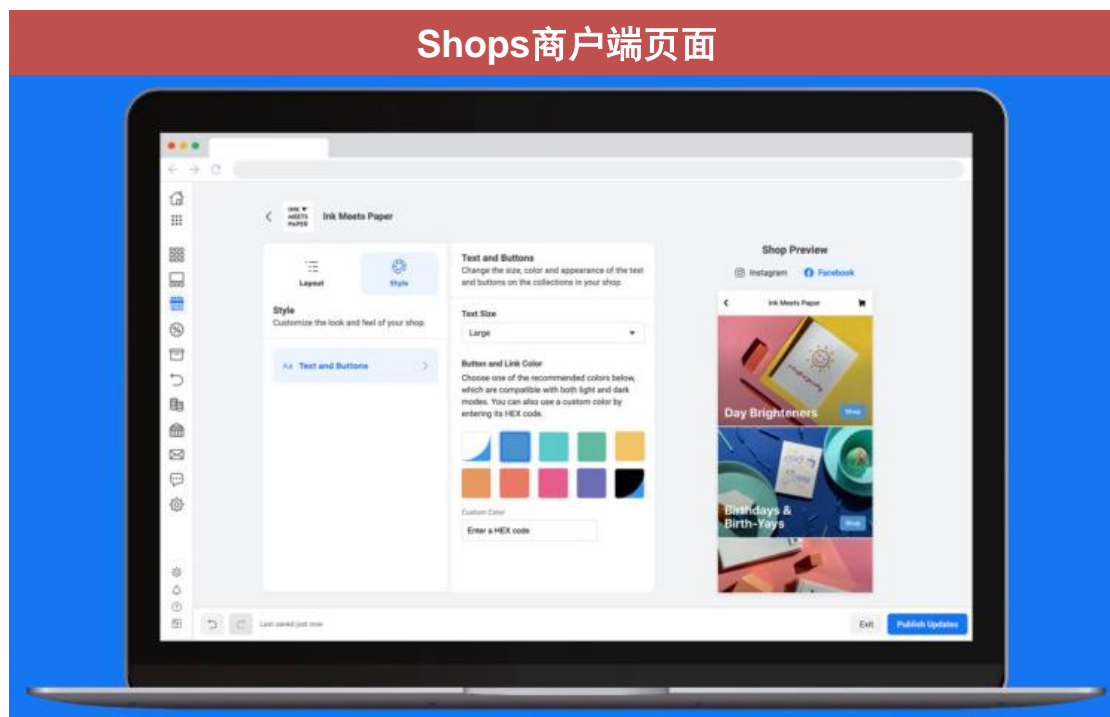 Shops商户端页面
INK ♥
MEETS
PAPER
Ink Meets Paper
Layout
Style
Style
Customize the look and feel of your shop.
Aa Text and Buttons
Text and Buttons
Change the size, color and appearance of the text
and buttons on the collections in your shop.
Text Size
Large
Button and Link Color
Choose one of the recommended colors below,
which are compatible with both light and dark
modes. You can also use a custom color by
entering its HEX code.
Custom Color
Enter a HEX code
Shop Preview
Instagram
Facebook
Ink Meets Paper
Day Brighteners
Shop
Birthdays &
Birth-Yays
Shop
Last saved just now
Exit
Publish Updates